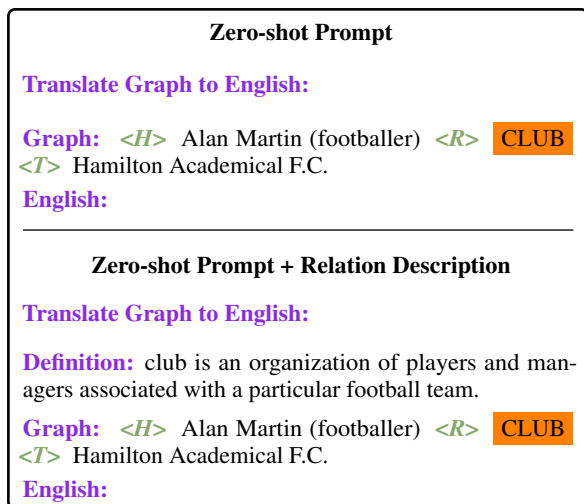 Zero-shot Prompt
Translate Graph to English:
Graph: <H> Alan Martin (footballer) <R> CLUB
<T> Hamilton Academical F.C.
English:
Zero-shot Prompt + Relation Description
Translate Graph to English:
Definition: club is an organization of players and man-
agers associated with a particular football team.
Graph: <H> Alan Martin (footballer) <R> CLUB
<T> Hamilton Academical F.C.
English: